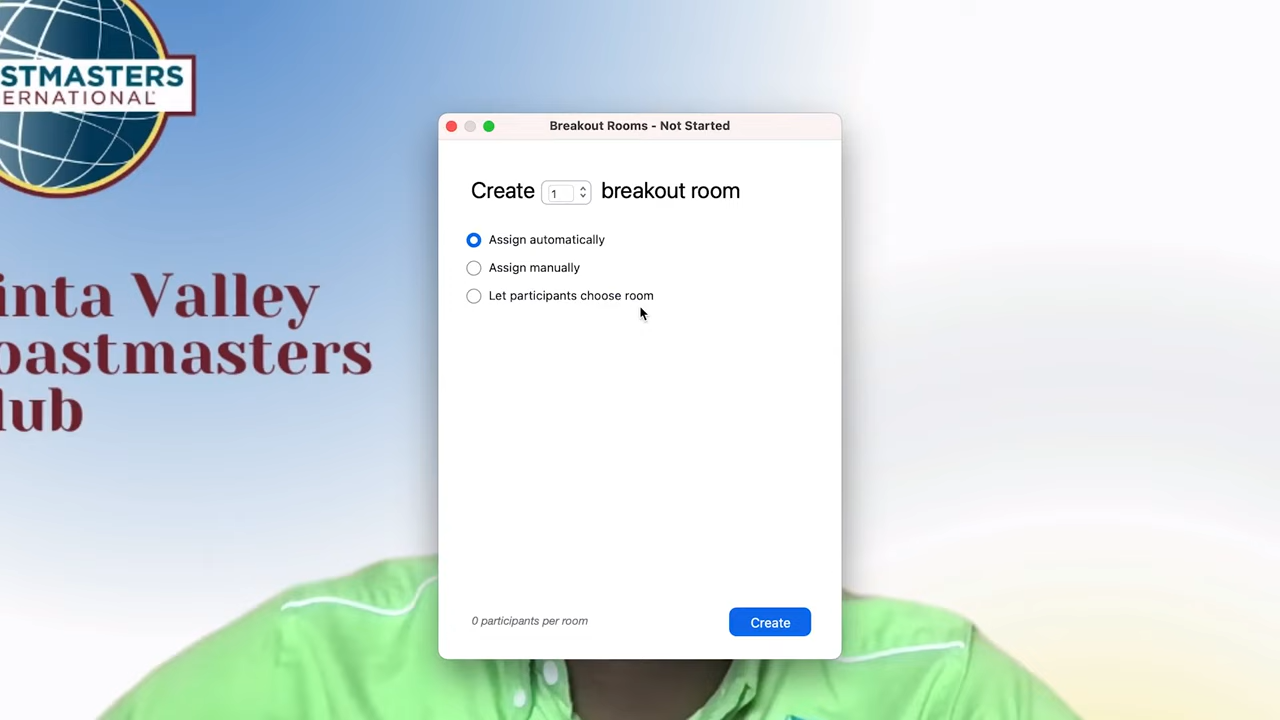 STMASTERS
ERNATIONAL
inta Valley
oastmasters
lub
Breakout Rooms - Not Started
Create 1 breakout room
Assign automatically
Assign manually
Let participants choose room
0 participants per room
Create